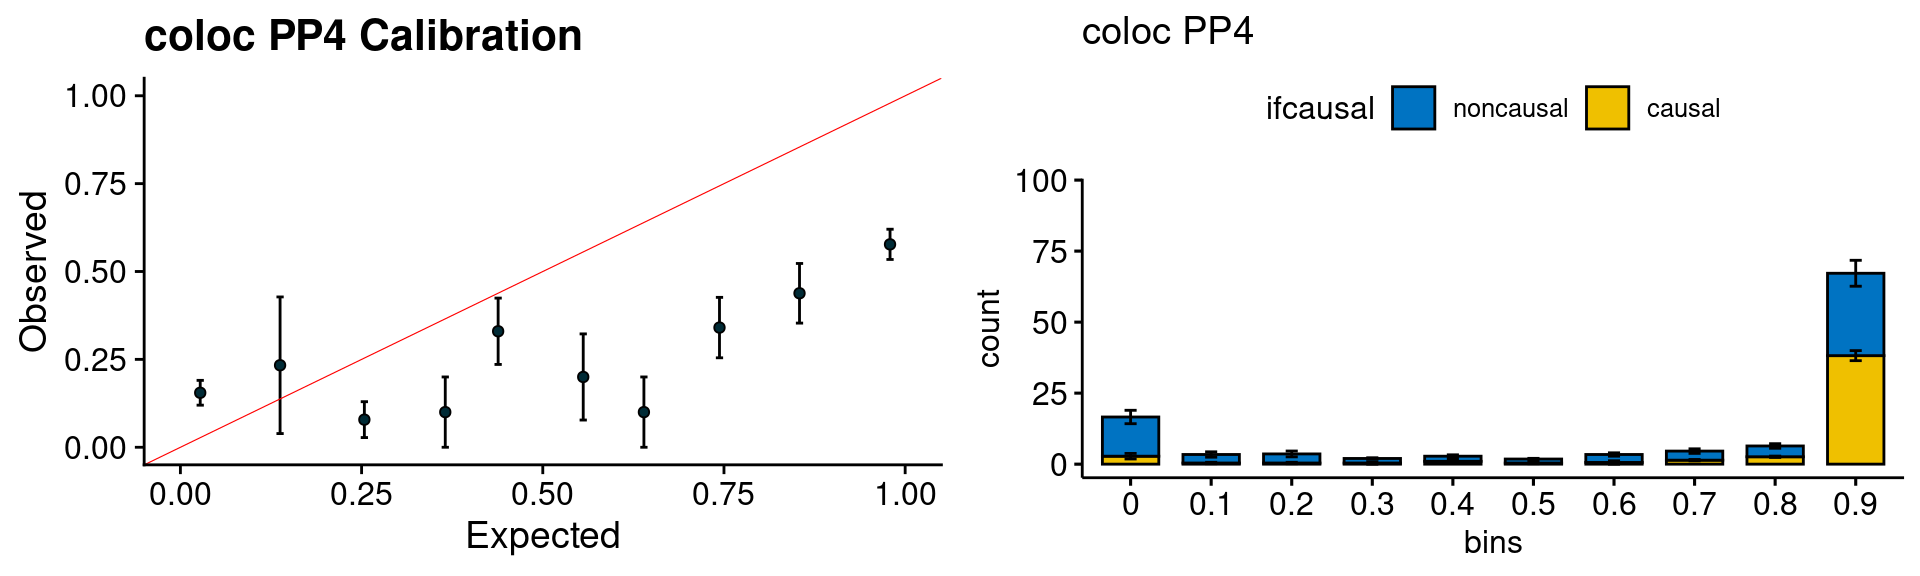 coloc PP4 Calibration
Observed
1.00
0.75
0.50
0.25
0.00
0.00 0.25 0.50 0.75 1.00
Expected
coloc PP4
ifcausal noncausal causal
count
100
75
50
25
0
0 0.1 0.2 0.3 0.4 0.5 0.6 0.7 0.8 0.9
bins